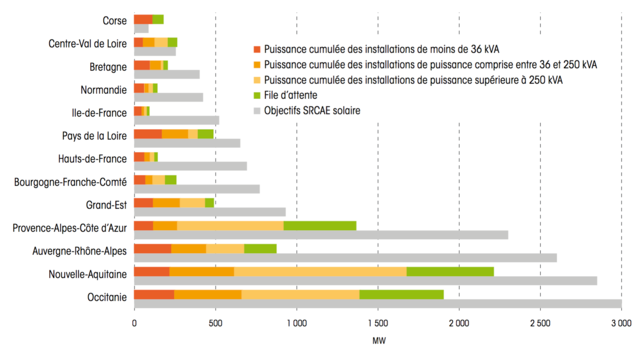 Corse
Centre-Val de Loire
Bretagne
Normandie
Ile-de-France
Pays de la Loire
Hauts-de-France
Bourgogne-Franche-Comté
Grand-Est
Provence-Alpes-Côte d'Azur
Auvergne-Rhône-Alpes
Nouvelle-Aquitaine
Occitanie
Puissance cumulée des installations de moins de 36 kVA
Puissance cumulée des installations de puissance comprise entre 36 et 250 kVA
Puissance cumulée des installations de puissance supérieure à 250 kVA
File d'attente
Objectifs SRCAE solaire
0 500 1 000 1 500 2 000 2 500 3 000
MW